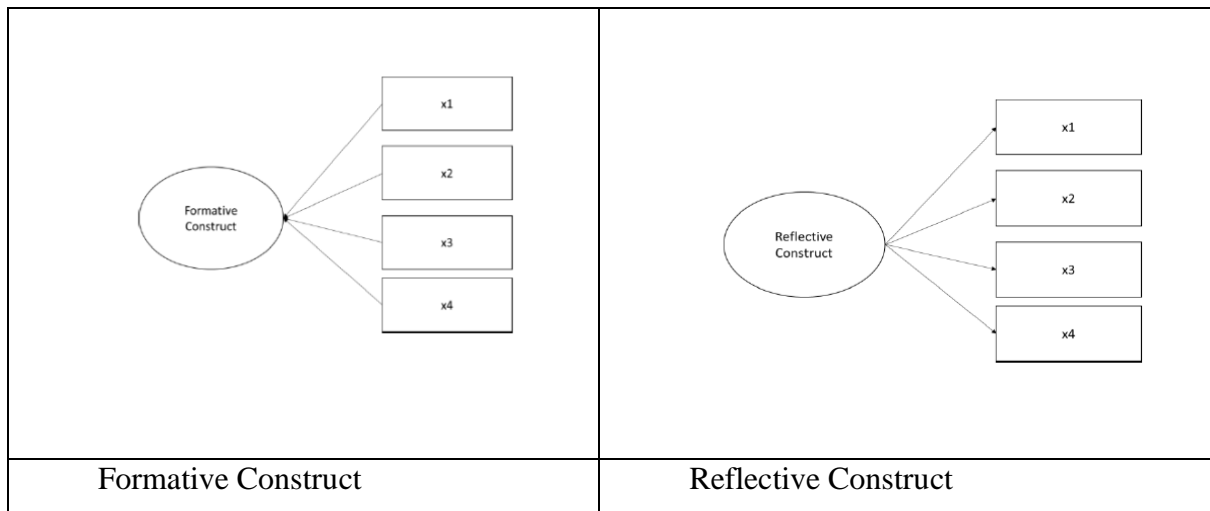 Formative
Construct
x1
x2
x3
x4
Reflective
Construct
x1
x2
x3
x4
Formative Construct
Reflective Construct